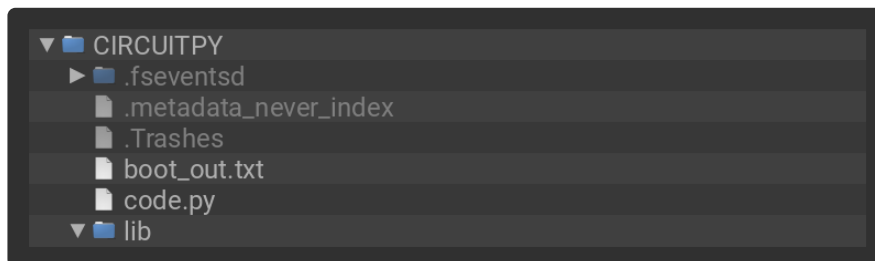 CIRCUITPY
.fseventsd
.metadata_never_index
.Trashes
boot_out.txt
code.py
lib